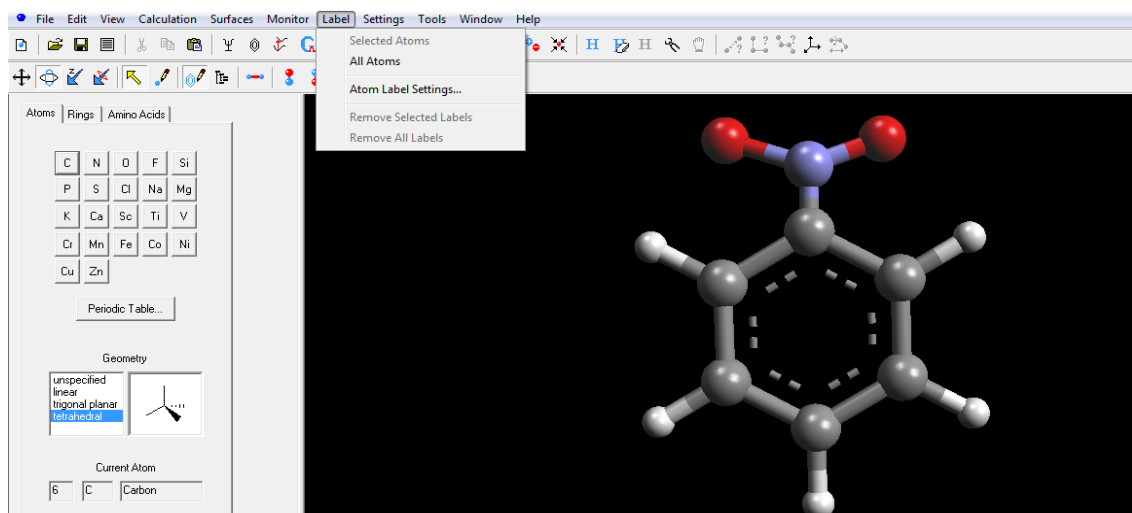 File Edit View Calculation Surfaces Monitor Label Settings Tools Window Help
Selected Atoms
All Atoms
Atom Label Settings...
Remove Selected Labels
Remove All Labels
H H H
Atoms Rings Amino Acids
C N O F Si
P S Cl Na Mg
K Ca Sc Ti V
Cr Mn Fe Co Ni
Cu Zn
Periodic Table...
Geometry
unspecified
linear
trigonal planar
tetrahedral
Current Atom
6 C Carbon